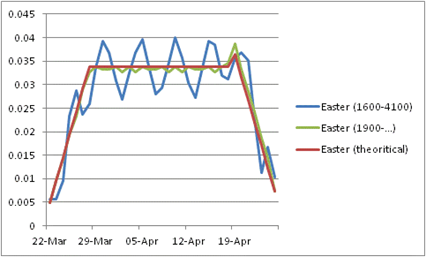 0.045
0.04
0.035
0.03
0.025
0.02
0.015
0.01
0.005
0
22-Mar 29-Mar 05-Apr 12-Apr 19-Apr
Easter (1600-4100)
Easter (1900-...)
Easter (theoritical)